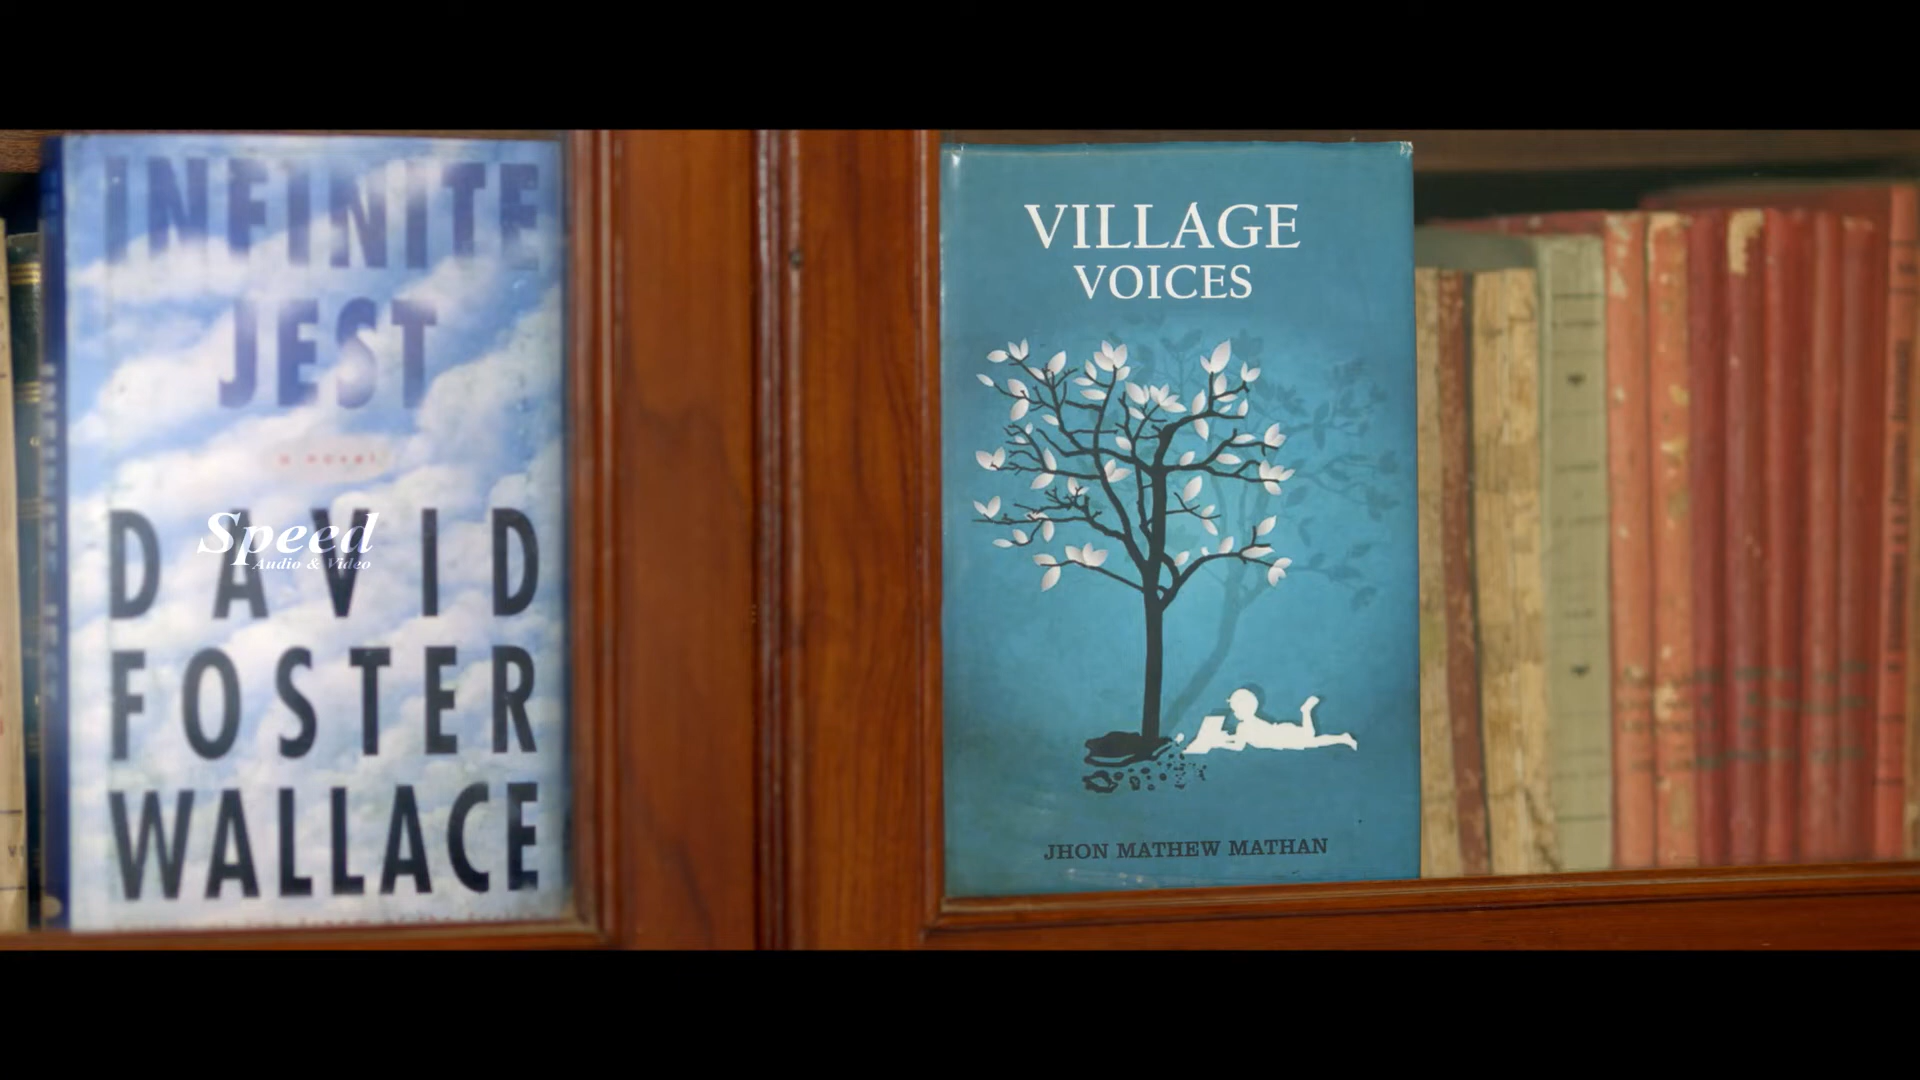 INFINITE
JEST
a novel
DAVID
FOSTER
WALLACE
Speed
Audio & Video
VILLAGE
VOICES
JHON MATHEW MATHAN